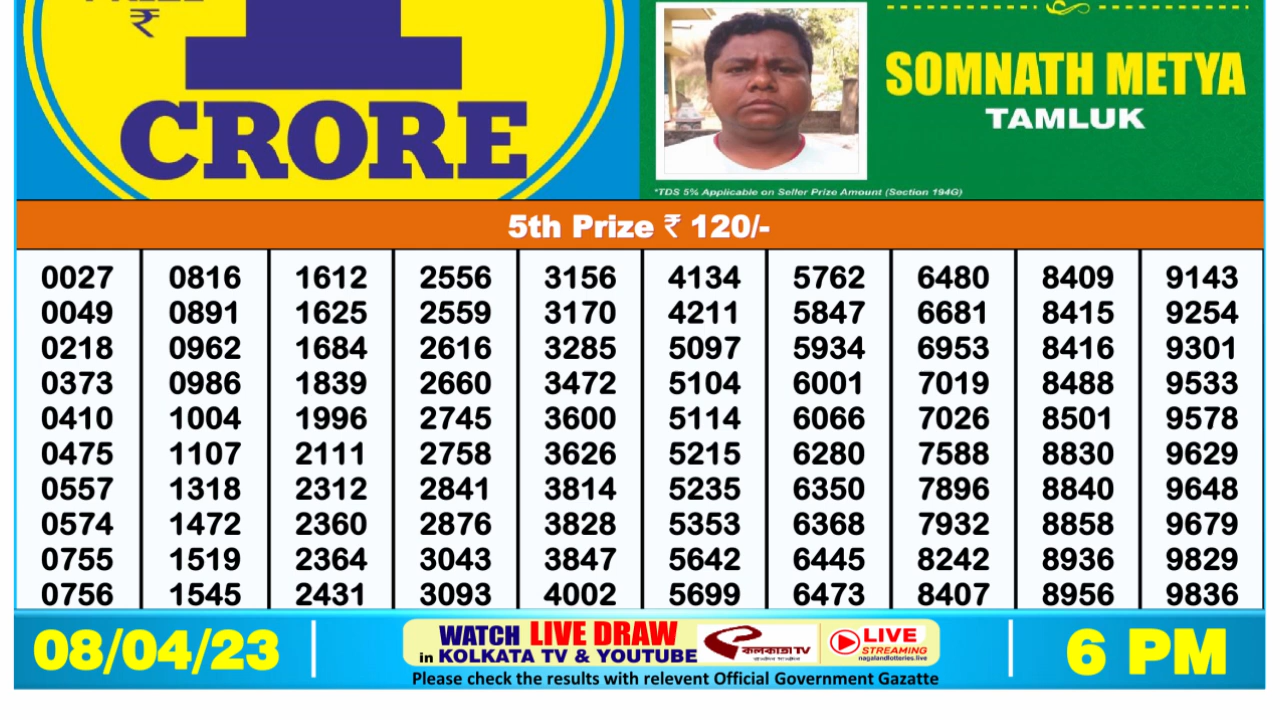 ₹
1
CRORE
SOMNATH METYA
TAMLUK
*TDS 5% Applicable on Seller Prize Amount (Section 194G)
5th Prize ₹ 120/-
0027 0816 1612 2556 3156 4134 5762 6480 8409 9143
0049 0891 1625 2559 3170 4211 5847 6681 8415 9254
0218 0962 1684 2616 3285 5097 5934 6953 8416 9301
0373 0986 1839 2660 3472 5104 6001 7019 8488 9533
0410 1004 1996 2745 3600 5114 6066 7026 8501 9578
0475 1107 2111 2758 3626 5215 6280 7588 8830 9629
0557 1318 2312 2841 3814 5235 6350 7896 8840 9648
0574 1472 2360 2876 3828 5353 6368 7932 8858 9679
0755 1519 2364 3043 3847 5642 6445 8242 8936 9829
0756 1545 2431 3093 4002 5699 6473 8407 8956 9836
08/04/23
WATCH LIVE DRAW
in KOLKATA TV & YOUTUBE
কলকাতা TV
LIVE
STREAMING
nagalandlotteries.live
Please check the results with relevent Official Government Gazatte
6 PM